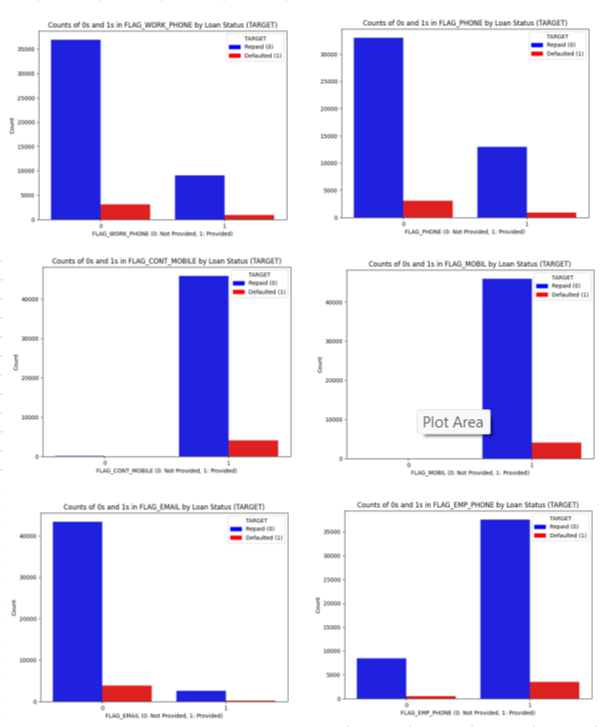 Counts of 0s and 1s in FLAG_WORK_PHONE by Loan Status (TARGET)
TARGET
Repaid (0)
Defaulted (1)
35000
30000
25000
20000
15000
10000
5000
0
Count
0 1
FLAG_WORK_PHONE (0: Not Provided, 1: Provided)
Counts of 0s and 1s in FLAG_PHONE by Loan Status (TARGET)
TARGET
Repaid (0)
Defaulted (1)
30000
25000
20000
15000
10000
5000
0
Count
0 1
FLAG_PHONE (0: Not Provided, 1: Provided)
Counts of 0s and 1s in FLAG_CONT_MOBILE by Loan Status (TARGET)
TARGET
Repaid (0)
Defaulted (1)
40000
30000
20000
10000
0
Count
0 1
FLAG_CONT_MOBILE (0: Not Provided, 1: Provided)
Counts of 0s and 1s in FLAG_MOBIL by Loan Status (TARGET)
TARGET
Repaid (0)
Defaulted (1)
40000
30000
20000
10000
0
Count
Plot Area
0 1
FLAG_MOBIL (0: Not Provided, 1: Provided)
Counts of 0s and 1s in FLAG_EMAIL by Loan Status (TARGET)
TARGET
Repaid (0)
Defaulted (1)
40000
30000
20000
10000
0
Count
0 1
FLAG_EMAIL (0: Not Provided, 1: Provided)
Counts of 0s and 1s in FLAG_EMP_PHONE by Loan Status (TARGET)
TARGET
Repaid (0)
Defaulted (1)
35000
30000
25000
20000
15000
10000
5000
0
Count
0 1
FLAG_EMP_PHONE (0: Not Provided, 1: Provided)